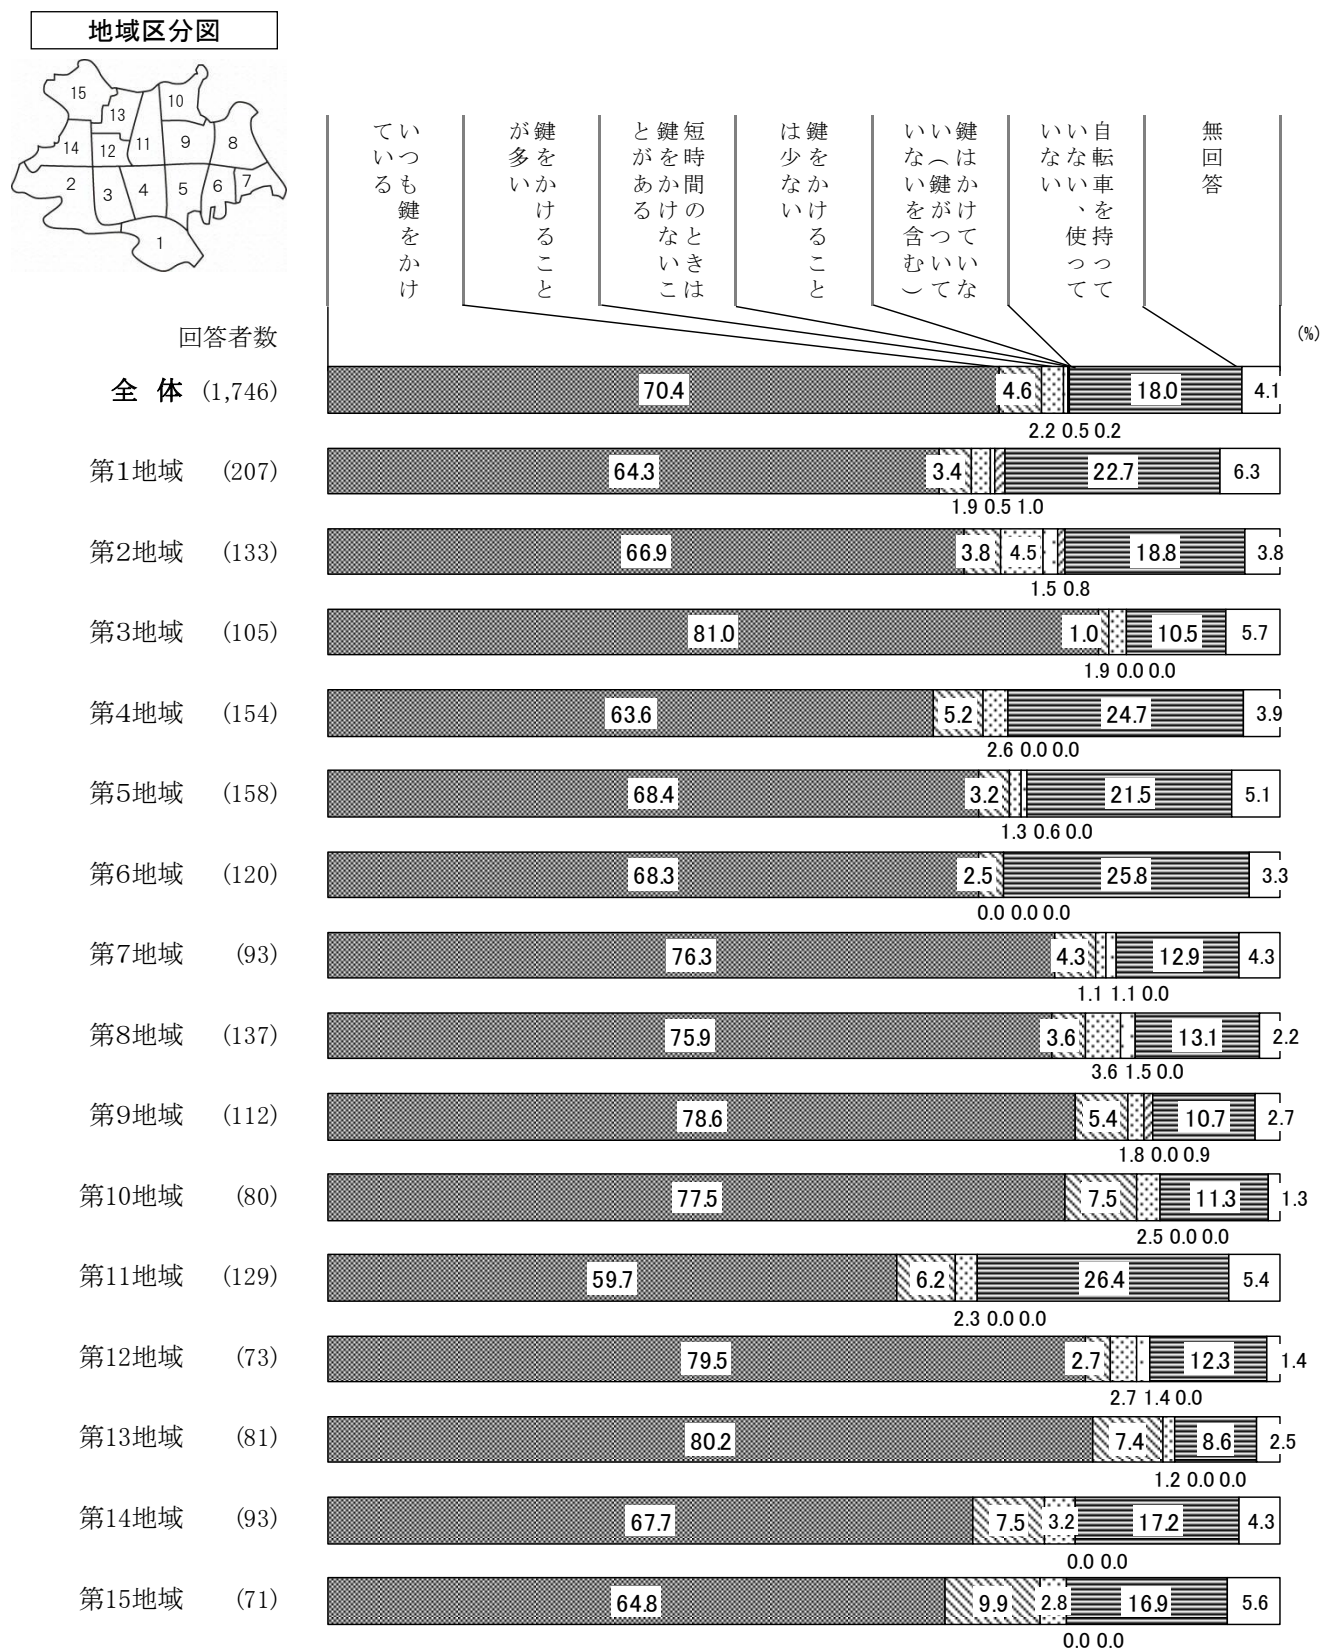 地域区分図
15
13
10
14
12
11
9
8
2
3
4
5
6
7
1
いつも鍵をかけ
ている
鍵をかけること
が多い
短時間のときは
鍵をかけないこ
とがある
鍵をかけること
は少ない
鍵はかけていな
い（鍵がついて
いないを含む）
自転車を持って
いない、使って
いない
無回答
(%)
回答者数
全 体 (1,746) 70.4 4.6 18.0 4.1
2.2 0.5 0.2
第1地域 (207) 64.3 3.4 22.7 6.3
1.9 0.5 1.0
第2地域 (133) 66.9 3.8 4.5 18.8 3.8
1.5 0.8
第3地域 (105) 81.0 1.0 10.5 5.7
1.9 0.0 0.0
第4地域 (154) 63.6 5.2 24.7 3.9
2.6 0.0 0.0
第5地域 (158) 68.4 3.2 21.5 5.1
1.3 0.6 0.0
第6地域 (120) 68.3 2.5 25.8 3.3
0.0 0.0 0.0
第7地域 (93) 76.3 4.3 12.9 4.3
1.1 1.1 0.0
第8地域 (137) 75.9 3.6 13.1 2.2
3.6 1.5 0.0
第9地域 (112) 78.6 5.4 10.7 2.7
1.8 0.0 0.9
第10地域 (80) 77.5 7.5 11.3 1.3
2.5 0.0 0.0
第11地域 (129) 59.7 6.2 26.4 5.4
2.3 0.0 0.0
第12地域 (73) 79.5 2.7 12.3 1.4
2.7 1.4 0.0
第13地域 (81) 80.2 7.4 8.6 2.5
1.2 0.0 0.0
第14地域 (93) 67.7 7.5 3.2 17.2 4.3
0.0 0.0
第15地域 (71) 64.8 9.9 2.8 16.9 5.6
0.0 0.0